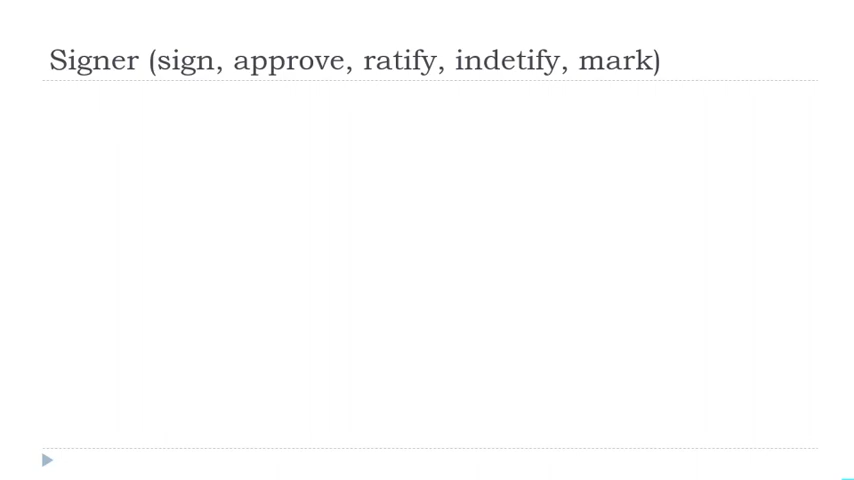 Signer (sign, approve, ratify, indetify, mark)